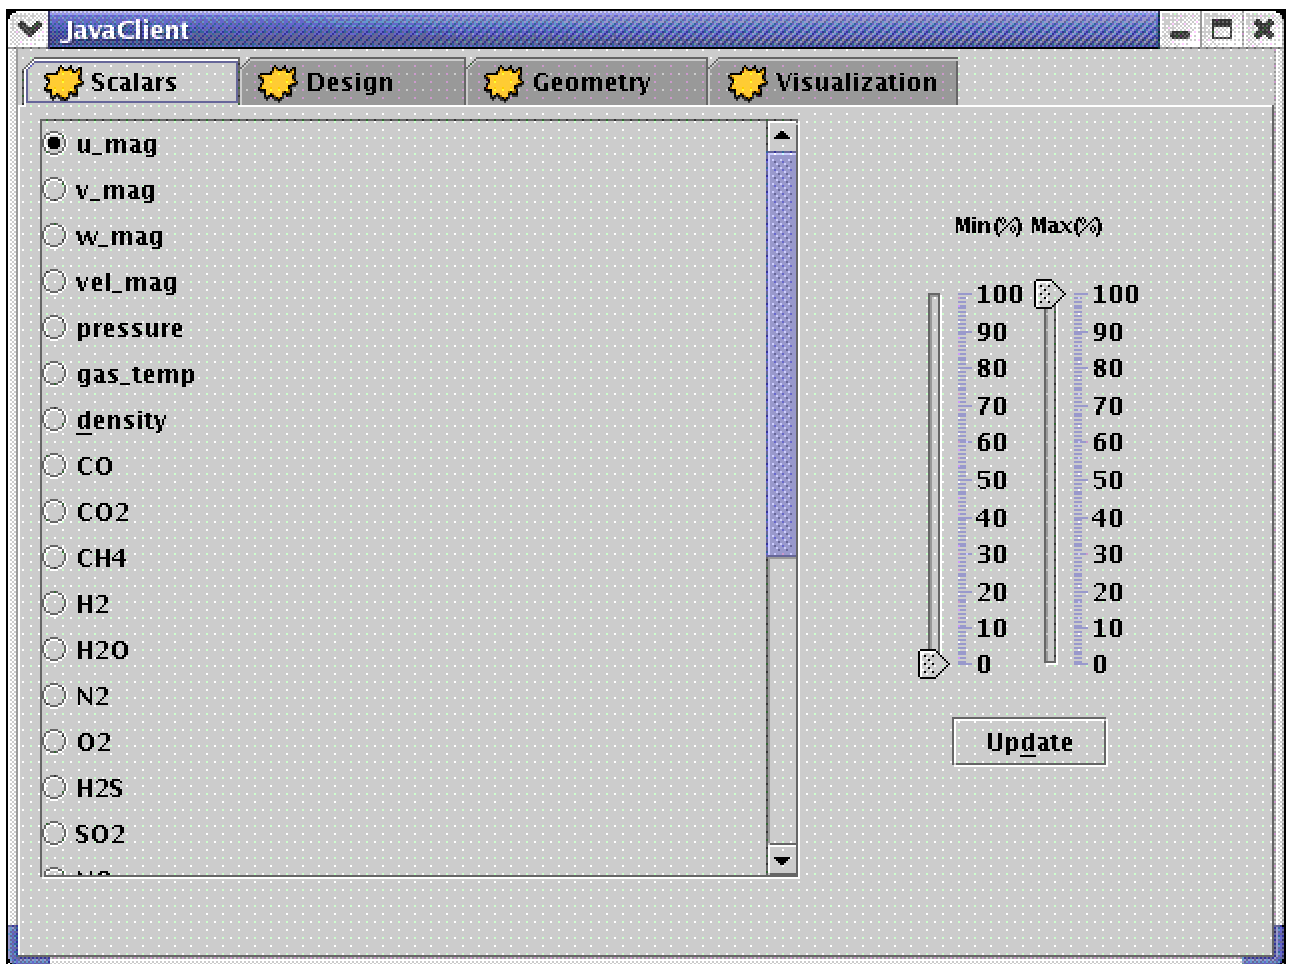 JavaClient
Scalars Design Geometry Visualization
u_mag
v_mag
w_mag
vel_mag
pressure
gas_temp
density
CO
CO2
CH4
H2
H2O
N2
O2
H2S
SO2
Min(%) Max(%)
100 100
90 90
80 80
70 70
60 60
50 50
40 40
30 30
20 20
10 10
0 0
Update